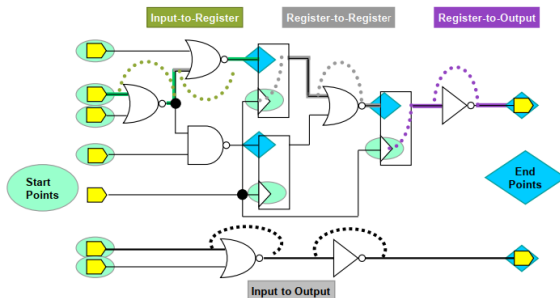 Input-to-Register
Register-to-Register
Register-to-Output
Start
Points
End
Points
Input to Output